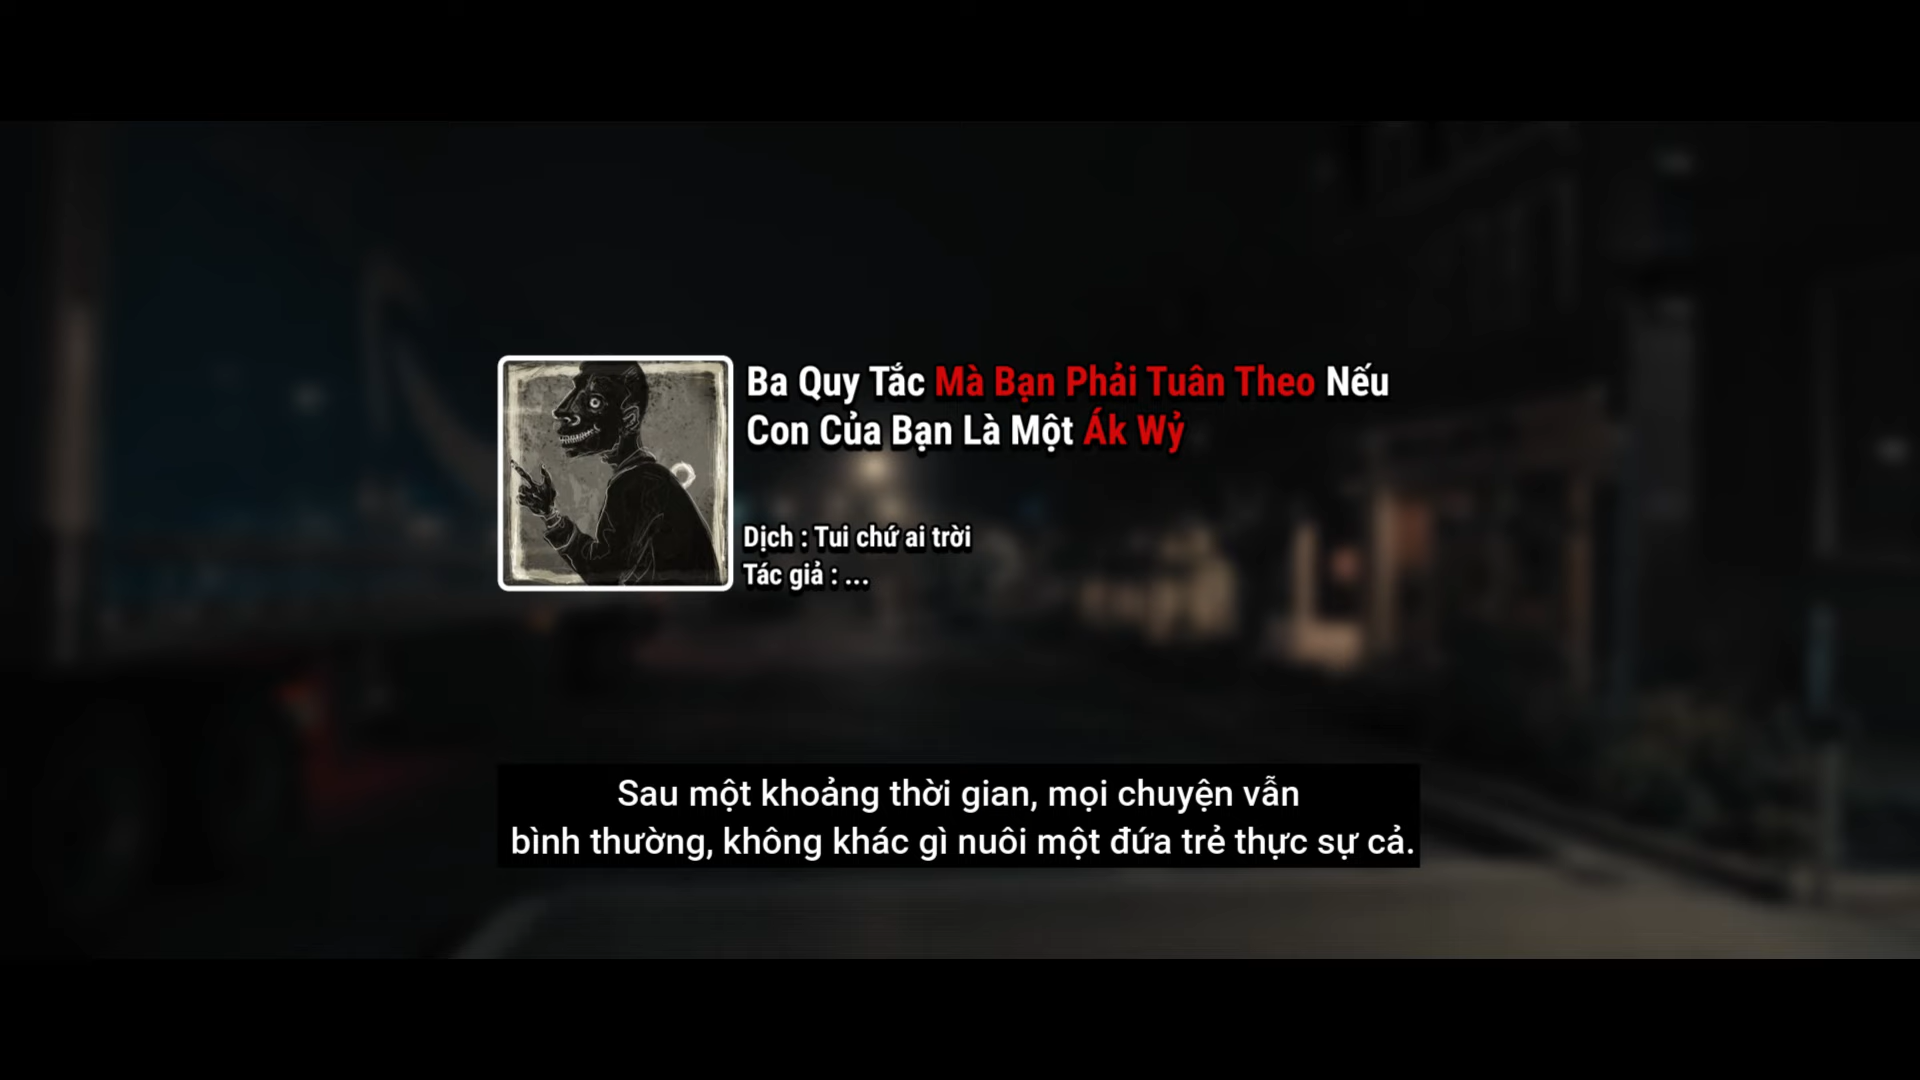 Ba Quy Tắc Mà Bạn Phải Tuân Theo Nếu
Con Của Bạn Là Một Ák Wỷ
Dịch : Tui chứ ai trời
Tác giả : ...
Sau một khoảng thời gian, mọi chuyện vẫn
bình thường, không khác gì nuôi một đứa trẻ thực sự cả.